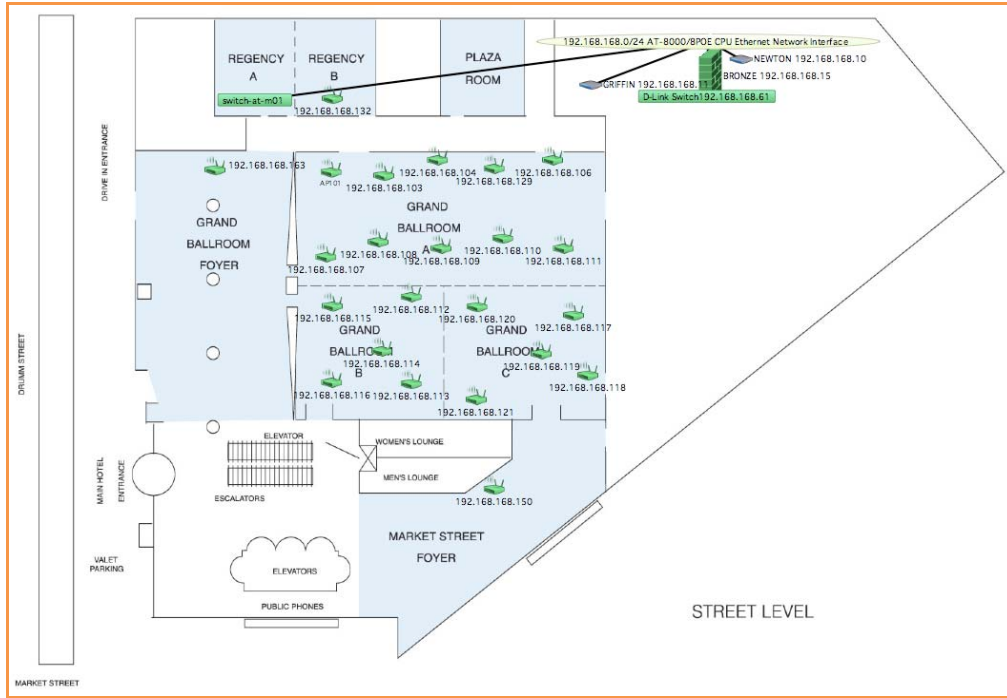 192.168.168.0/24 AT-8000/8POE CPU Ethernet Network Interface
NEWTON 192.168.168.10
BRONZE 192.168.168.15
GRIFFIN 192.168.168.11
D-Link Switch192.168.168.61
REGENCY
A
REGENCY
B
PLAZA
ROOM
switch-at-m01
192.168.168.132
DRIVE IN ENTRANCE
192.168.168.163
AP101
192.168.168.103
192.168.168.104
192.168.168.129
192.168.168.106
GRAND
BALLROOM
FOYER
GRAND
BALLROOM
A
192.168.168.107
192.168.168.108
192.168.168.109
192.168.168.110
192.168.168.111
192.168.168.115
192.168.168.112
192.168.168.120
192.168.168.117
GRAND
BALLROOM
B
GRAND
BALLROOM
C
192.168.168.114
192.168.168.119
192.168.168.118
192.168.168.116
192.168.168.113
192.168.168.121
DRUMM STREET
ELEVATOR
WOMEN'S LOUNGE
MEN'S LOUNGE
MAIN HOTEL
ENTRANCE
ESCALATORS
192.168.168.150
MARKET STREET
FOYER
VALET
PARKING
ELEVATORS
PUBLIC PHONES
STREET LEVEL
MARKET STREET